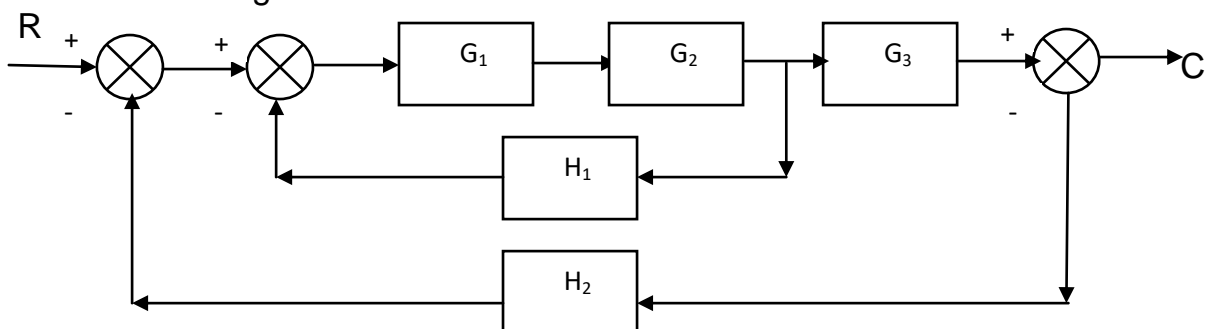 R + - + - G₁ G₂ G₃ + - C
H₁
H₂